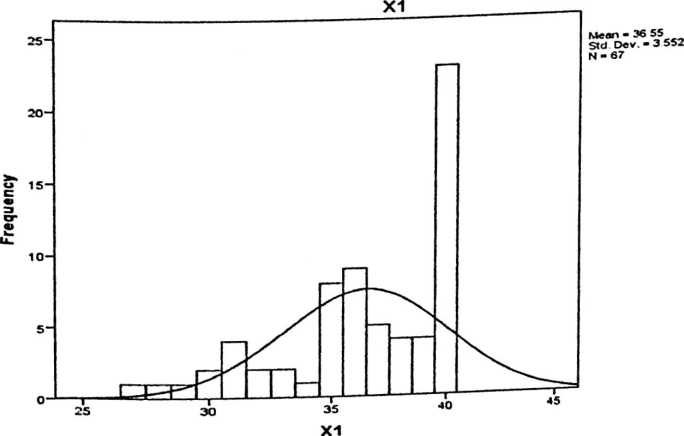 X1
Mean = 36 55
Std. Dev. = 3 552
N = 67
25
20
15
10
5
0
Frequency
25 30 35 40 45
X1